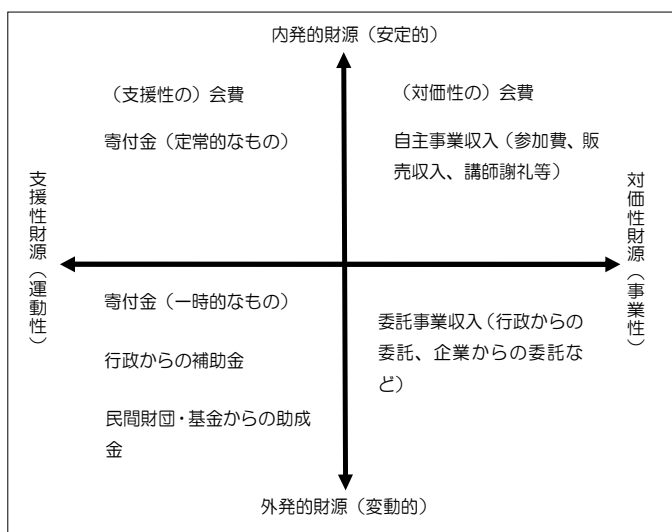 内発的財源（安定的）
（支援性の）会費
寄付金（定常的なもの）
（対価性の）会費
自主事業収入（参加費、販
売収入、講師謝礼等）
支援性財源（運動性）
対価性財源（事業性）
寄付金（一時的なもの）
行政からの補助金
民間財団・基金からの助成
金
委託事業収入（行政からの
委託、企業からの委託な
ど）
外発的財源（変動的）